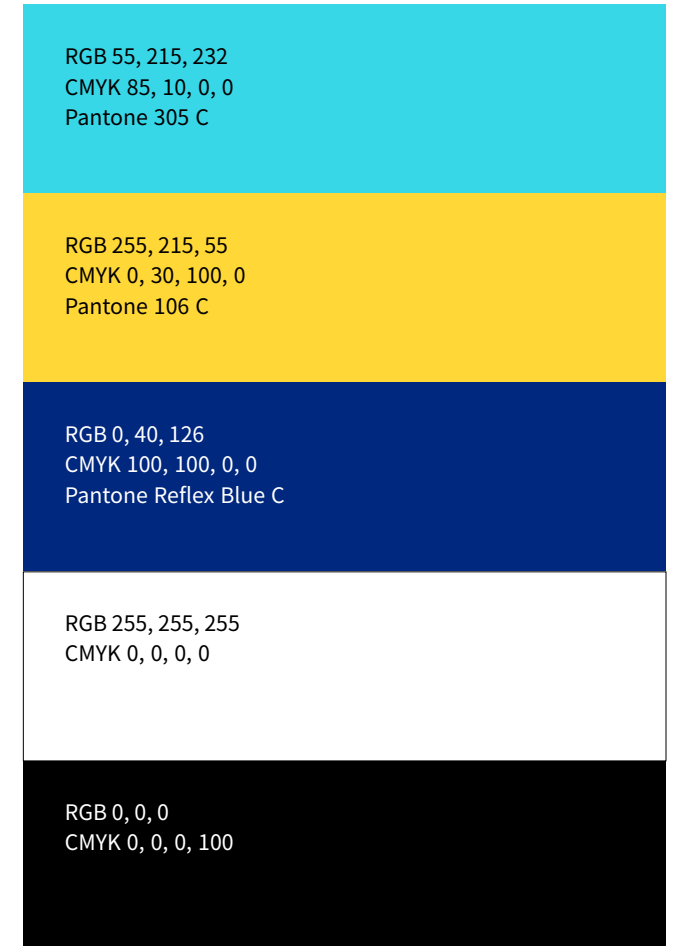 RGB 55, 215, 232
CMYK 85, 10, 0, 0
Pantone 305 C
RGB 255, 215, 55
CMYK 0, 30, 100, 0
Pantone 106 C
RGB 0, 40, 126
CMYK 100, 100, 0, 0
Pantone Reflex Blue C
RGB 255, 255, 255
CMYK 0, 0, 0, 0
RGB 0, 0, 0
CMYK 0, 0, 0, 100